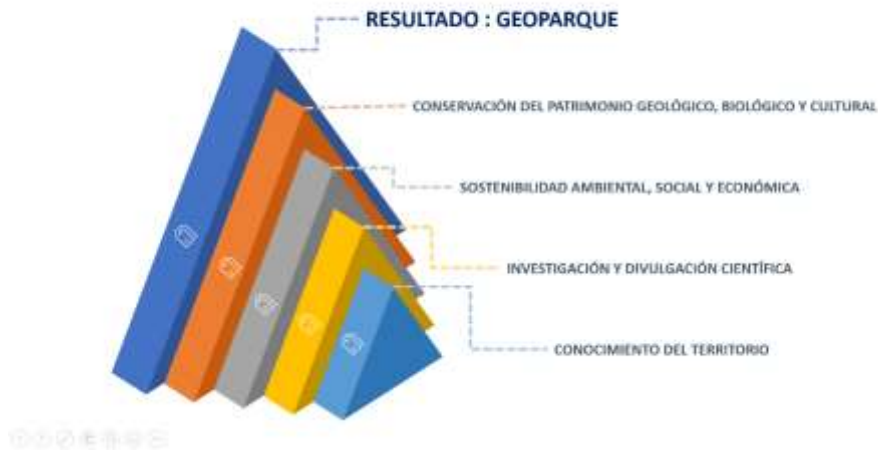 RESULTADO : GEOPARQUE
CONSERVACIÓN DEL PATRIMONIO GEOLÓGICO, BIOLÓGICO Y CULTURAL
SOSTENIBILIDAD AMBIENTAL, SOCIAL Y ECONÓMICA
INVESTIGACIÓN Y DIVULGACIÓN CIENTÍFICA
CONOCIMIENTO DEL TERRITORIO